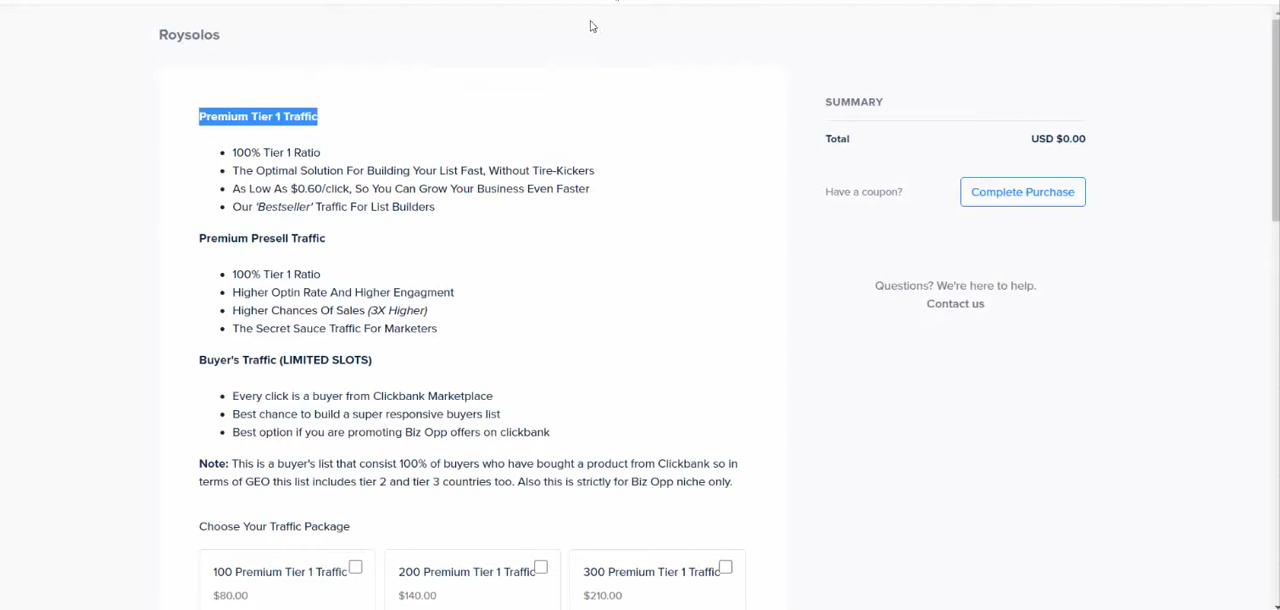 Roysolos
Premium Tier 1 Traffic
100% Tier 1 Ratio
The Optimal Solution For Building Your List Fast, Without Tire-Kickers
As Low As $0.60/click, So You Can Grow Your Business Even Faster
Our 'Bestseller' Traffic For List Builders
Premium Presell Traffic
100% Tier 1 Ratio
Higher Optin Rate And Higher Engagment
Higher Chances Of Sales (3X Higher)
The Secret Sauce Traffic For Marketers
Buyer's Traffic (LIMITED SLOTS)
Every click is a buyer from Clickbank Marketplace
Best chance to build a super responsive buyers list
Best option if you are promoting Biz Opp offers on clickbank
Note: This is a buyer's list that consist 100% of buyers who have bought a product from Clickbank so in
terms of GEO this list includes tier 2 and tier 3 countries too. Also this is strictly for Biz Opp niche only.
Choose Your Traffic Package
100 Premium Tier 1 Traffic
$80.00
200 Premium Tier 1 Traffic
$140.00
300 Premium Tier 1 Traffic
$210.00
SUMMARY
Total USD $0.00
Have a coupon? Complete Purchase
Questions? We're here to help.
Contact us